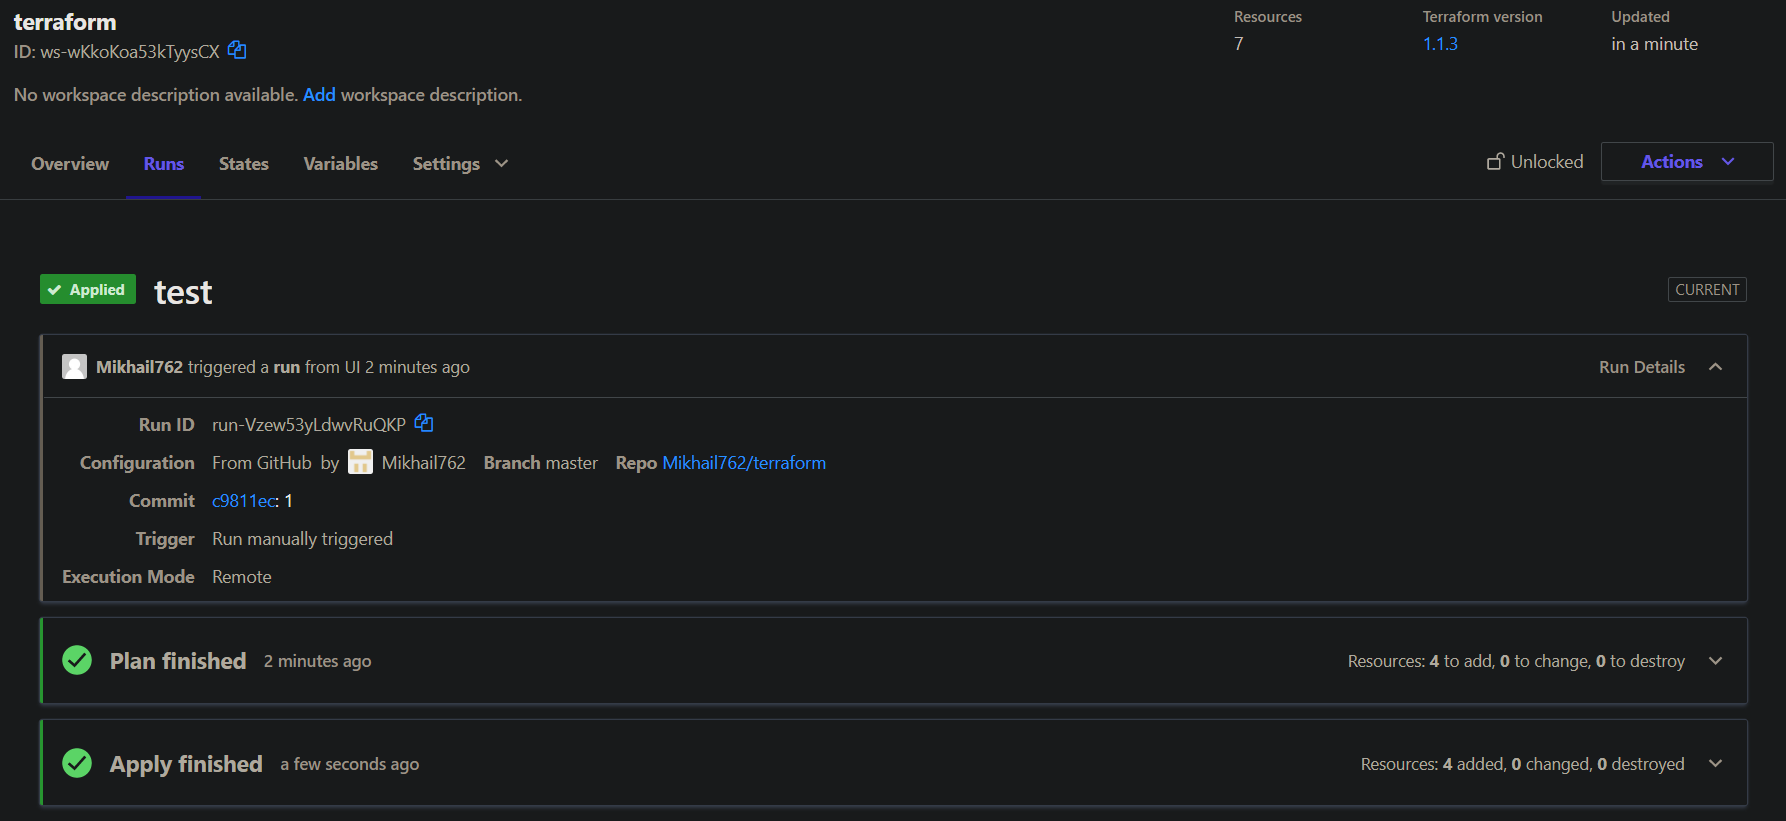 terraform
ID: ws-wKkoKoa53kTyysCX
No workspace description available. Add workspace description.
Resources
7
Terraform version
1.1.3
Updated
in a minute
Overview Runs States Variables Settings
Unlocked Actions
Applied test CURRENT
Mikhail762 triggered a run from UI 2 minutes ago Run Details
Run ID run-Vzew53yLdwvRuQKP
Configuration From GitHub by Mikhail762 Branch master Repo Mikhail762/terraform
Commit c9811ec: 1
Trigger Run manually triggered
Execution Mode Remote
Plan finished 2 minutes ago Resources: 4 to add, 0 to change, 0 to destroy
Apply finished a few seconds ago Resources: 4 added, 0 changed, 0 destroyed